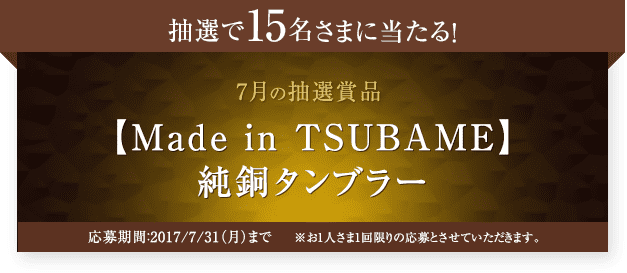 抽選で15名さまに当たる!
7月の抽選賞品
【Made in TSUBAME】
純銅タンブラー
応募期間:2017/7/31(月)まで ※お1人さま1回限りの応募とさせていただきます。